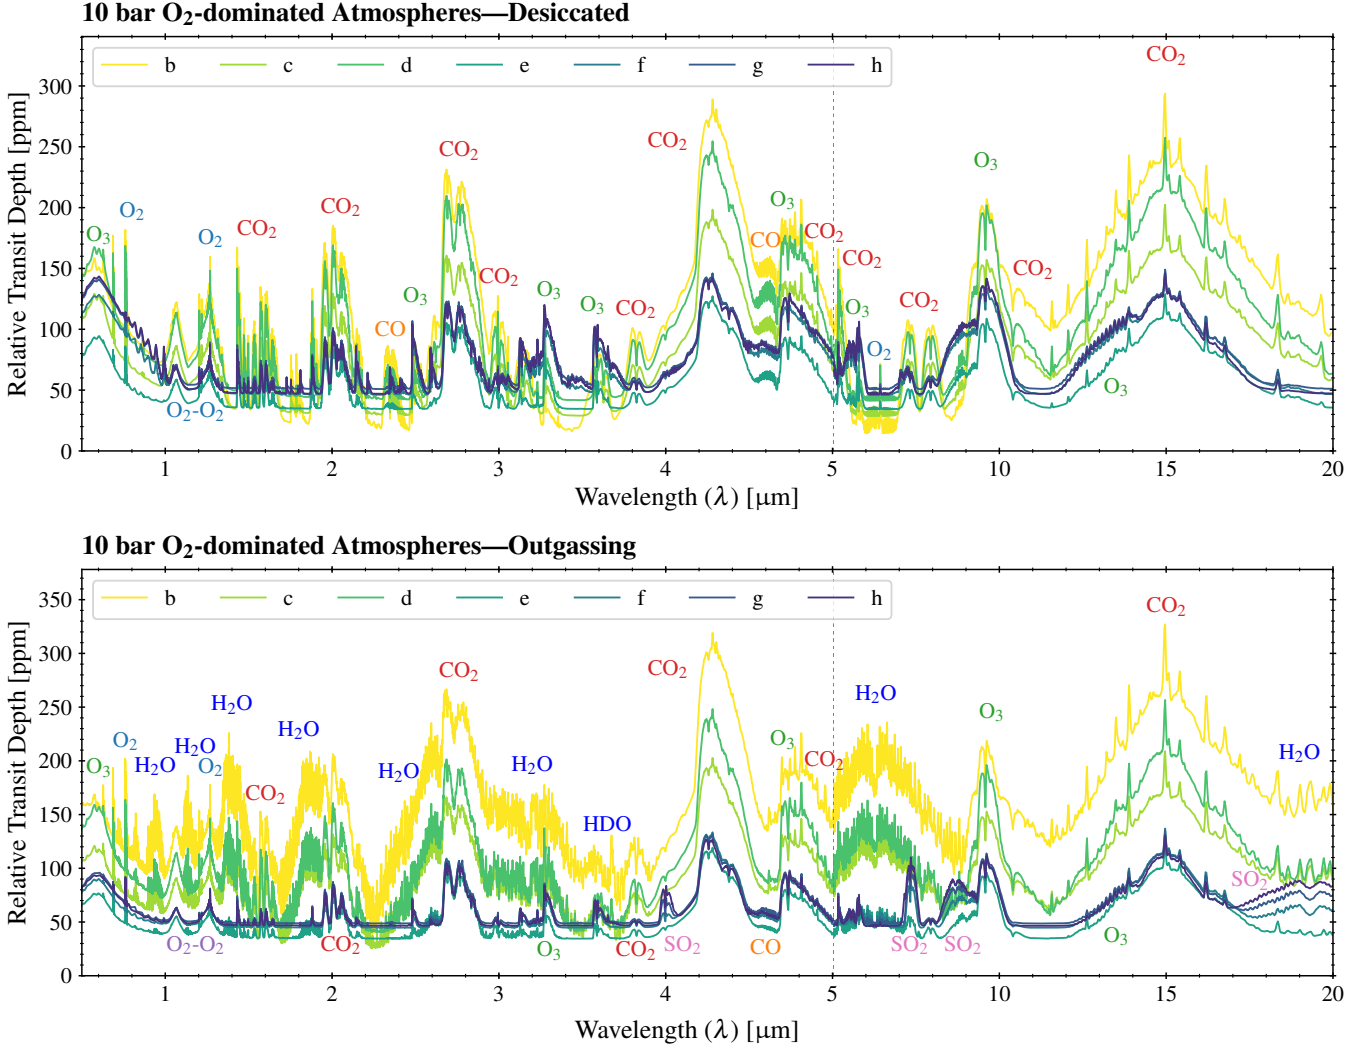 10 bar O₂-dominated Atmospheres—Desiccated
b c d e f g h
Relative Transit Depth [ppm]
300
250
200
150
100
50
0
O₃
O₂
O₂-O₂
O₂
CO₂
CO₂
CO
O₃
CO₂
CO₂
O₃
O₃
CO₂
CO₂
CO
O₃
CO₂
CO₂
O₃
O₂
CO₂
O₃
CO₂
O₃
CO₂
1 2 3 4 5 10 15 20
Wavelength (λ) [μm]
10 bar O₂-dominated Atmospheres—Outgassing
b c d e f g h
Relative Transit Depth [ppm]
350
300
250
200
150
100
50
0
O₃
O₂
H₂O
H₂O
O₂
O₂-O₂
H₂O
CO₂
H₂O
CO₂
H₂O
CO₂
H₂O
O₃
HDO
CO₂
CO₂
SO₂
CO
O₃
CO₂
H₂O
SO₂
SO₂
O₃
O₃
CO₂
SO₂
H₂O
1 2 3 4 5 10 15 20
Wavelength (λ) [μm]